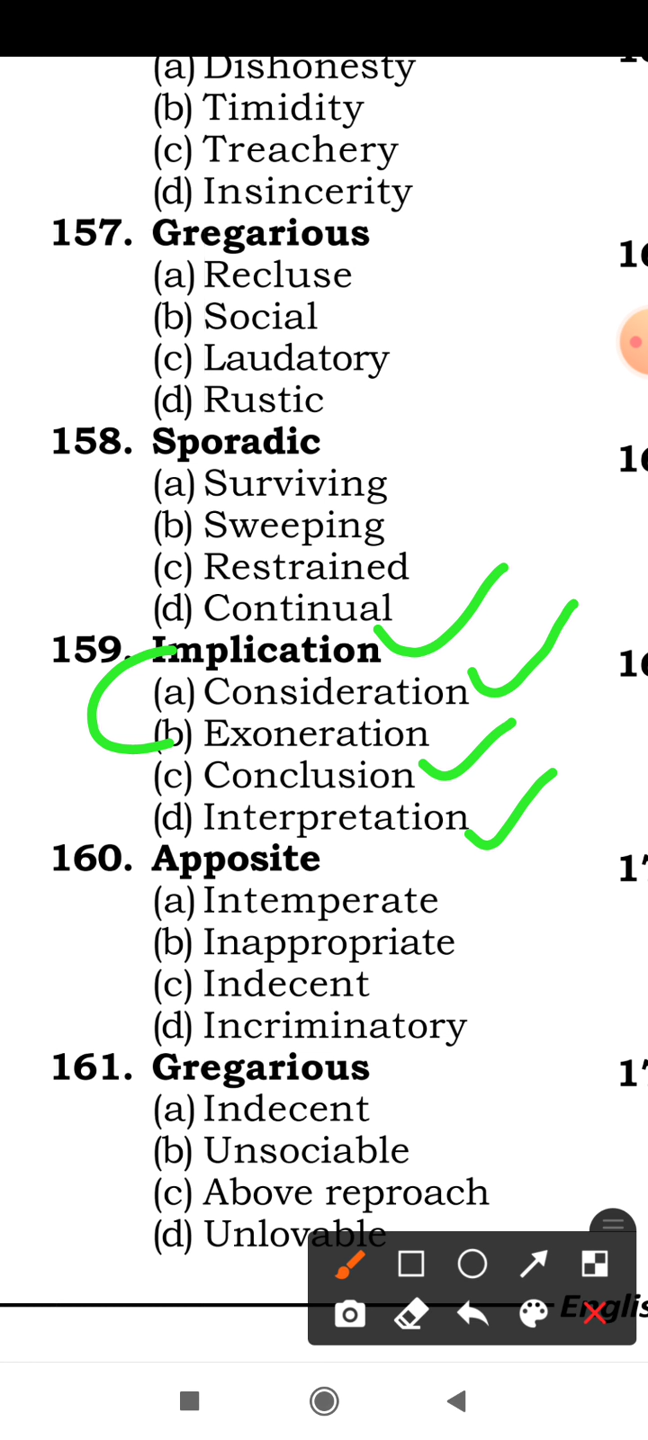 (a) Dishonesty
(b) Timidity
(c) Treachery
(d) Insincerity
157. Gregarious
(a) Recluse
(b) Social
(c) Laudatory
(d) Rustic
158. Sporadic
(a) Surviving
(b) Sweeping
(c) Restrained
(d) Continual
159. Implication
(a) Consideration
(b) Exoneration
(c) Conclusion
(d) Interpretation
160. Apposite
(a) Intemperate
(b) Inappropriate
(c) Indecent
(d) Incriminatory
161. Gregarious
(a) Indecent
(b) Unsociable
(c) Above reproach
(d) Unlovable